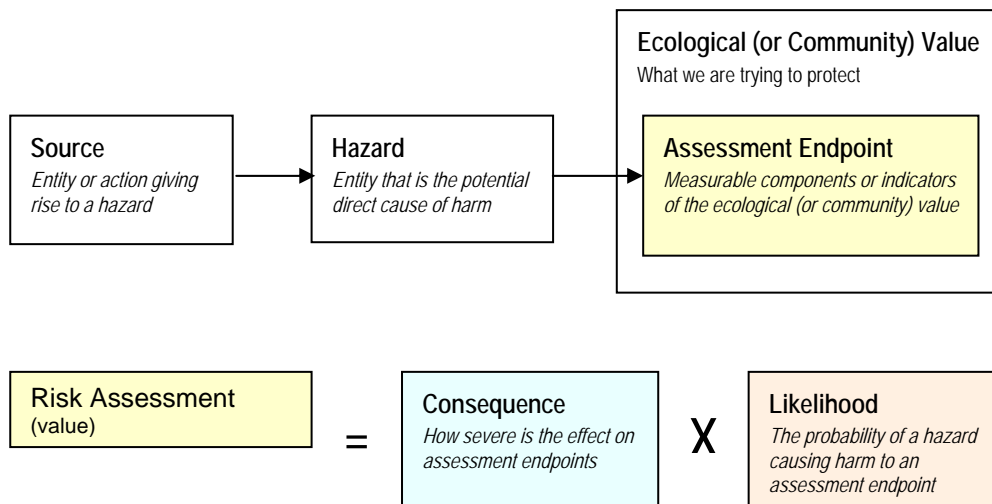 Ecological (or Community) Value
What we are trying to protect
Source
Entity or action giving
rise to a hazard
Hazard
Entity that is the potential
direct cause of harm
Assessment Endpoint
Measurable components or indicators
of the ecological (or community) value
Risk Assessment
(value)
=
Consequence
How severe is the effect on
assessment endpoints
X
Likelihood
The probability of a hazard
causing harm to an
assessment endpoint